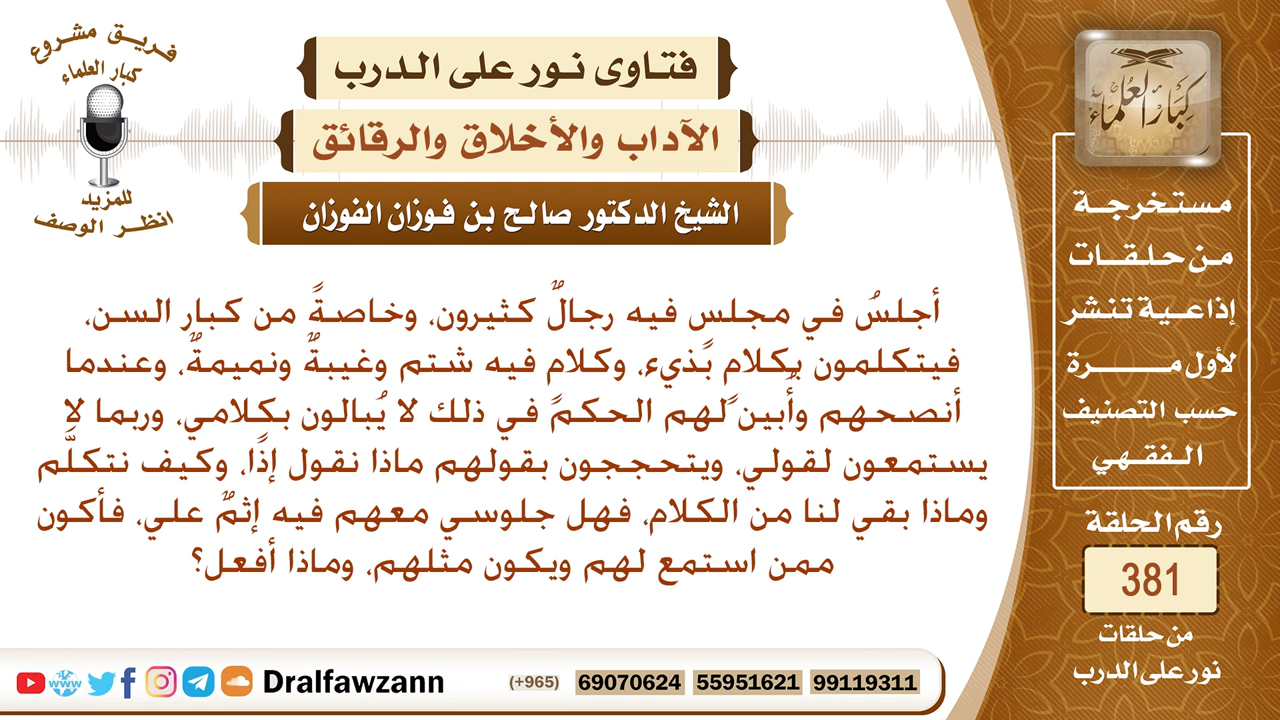 فريق مشروع
كبار العلماء
للمزيد
انظر الوصف
فتاوى نور على الدرب
الآداب والأخلاق والرقائق
الشيخ الدكتور صالح بن فوزان الفوزان
أجلسُ في مجلسٍ فيه رجالٌ كثيرون، وخاصةً من كبار السن،
فيتكلمون بكلامٍ بذيء، وكلامٍ فيه شتم وغيبةٌ ونميمةٌ، وعندما
أنصحهم وأُبينَ لهم الحكمَ في ذلك لا يُبالون بكلامي، وربما لا
يستمعون لقولي، ويتحججون بقولهم ماذا نقول إذًا، وكيف نتكلَّم
وماذا بقي لنا من الكلام، فهل جلوسي معهم فيه إثمٌ علي، فأكون
ممن استمع لهم ويكون مثلهم، وماذا أفعل؟
كبار العلماء
مستخرجة
من حلقات
إذاعية تنشر
لأول مرة
حسب التصنيف
الفقهي
رقم الحلقة
381
من حلقات
نور على الدرب
www Dralfawzann (+965) 69070624 55951621 99119311